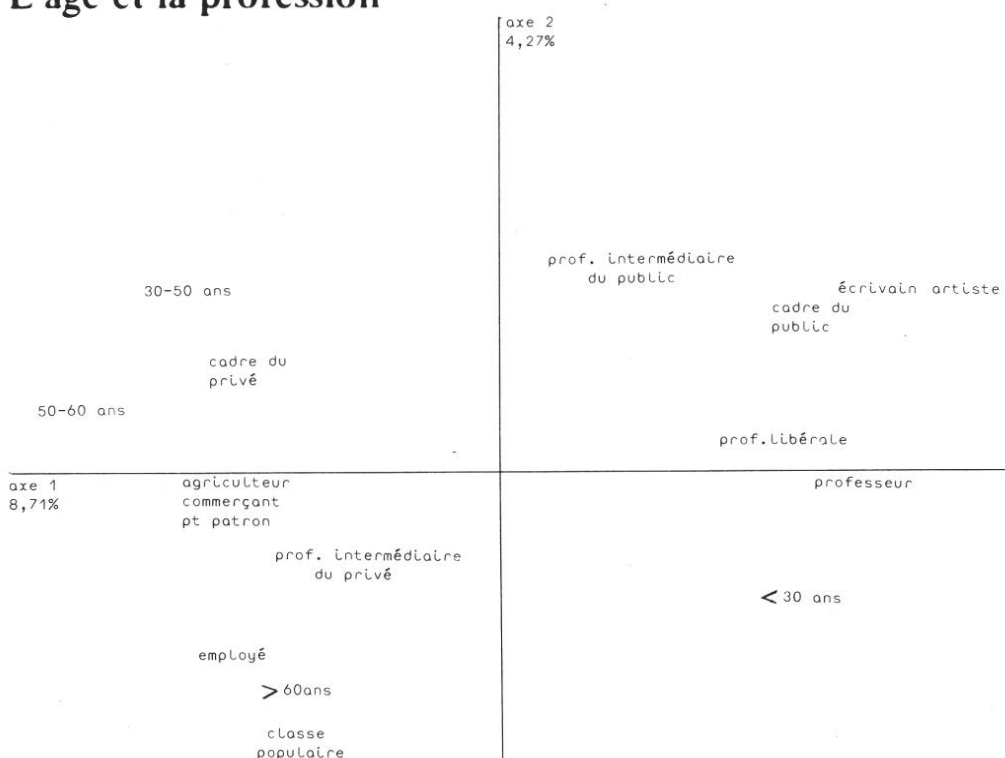 L'âge et la profession
axe 2
4,27%
prof. intermédiaire
du public
30-50 ans
écrivain artiste
cadre du
public
cadre du
privé
50-60 ans
prof.libérale
axe 1
8,71%
agriculteur
commerçant
pt patron
professeur
prof. intermédiaire
du privé
< 30 ans
employé
> 60ans
classe
populaire